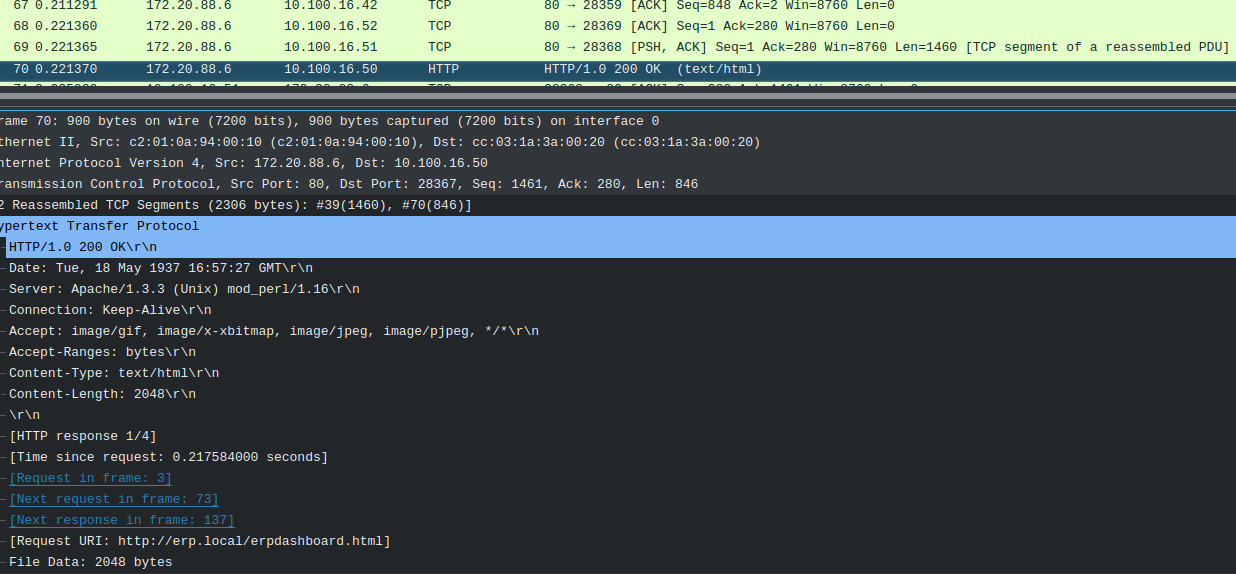 67 0.211291 172.20.88.6 10.100.16.42 TCP 80 → 28359 [ACK] Seq=848 Ack=2 Win=8760 Len=0
68 0.221360 172.20.88.6 10.100.16.52 TCP 80 → 28369 [ACK] Seq=1 Ack=280 Win=8760 Len=0
69 0.221365 172.20.88.6 10.100.16.51 TCP 80 → 28368 [PSH, ACK] Seq=1 Ack=280 Win=8760 Len=1460 [TCP segment of a reassembled PDU]
70 0.221370 172.20.88.6 10.100.16.50 HTTP HTTP/1.0 200 OK (text/html)
rame 70: 900 bytes on wire (7200 bits), 900 bytes captured (7200 bits) on interface 0
thernet II, Src: c2:01:0a:94:00:10 (c2:01:0a:94:00:10), Dst: cc:03:1a:3a:00:20 (cc:03:1a:3a:00:20)
nternet Protocol Version 4, Src: 172.20.88.6, Dst: 10.100.16.50
ransmission Control Protocol, Src Port: 80, Dst Port: 28367, Seq: 1461, Ack: 280, Len: 846
2 Reassembled TCP Segments (2306 bytes): #39(1460), #70(846)]
ypertext Transfer Protocol
HTTP/1.0 200 OK\r\n
Date: Tue, 18 May 1937 16:57:27 GMT\r\n
Server: Apache/1.3.3 (Unix) mod_perl/1.16\r\n
Connection: Keep-Alive\r\n
Accept: image/gif, image/x-xbitmap, image/jpeg, image/pjpeg, */*\r\n
Accept-Ranges: bytes\r\n
Content-Type: text/html\r\n
Content-Length: 2048\r\n
\r\n
[HTTP response 1/4]
[Time since request: 0.217584000 seconds]
[Request in frame: 3]
[Next request in frame: 73]
[Next response in frame: 137]
[Request URI: http://erp.local/erpdashboard.html]
File Data: 2048 bytes